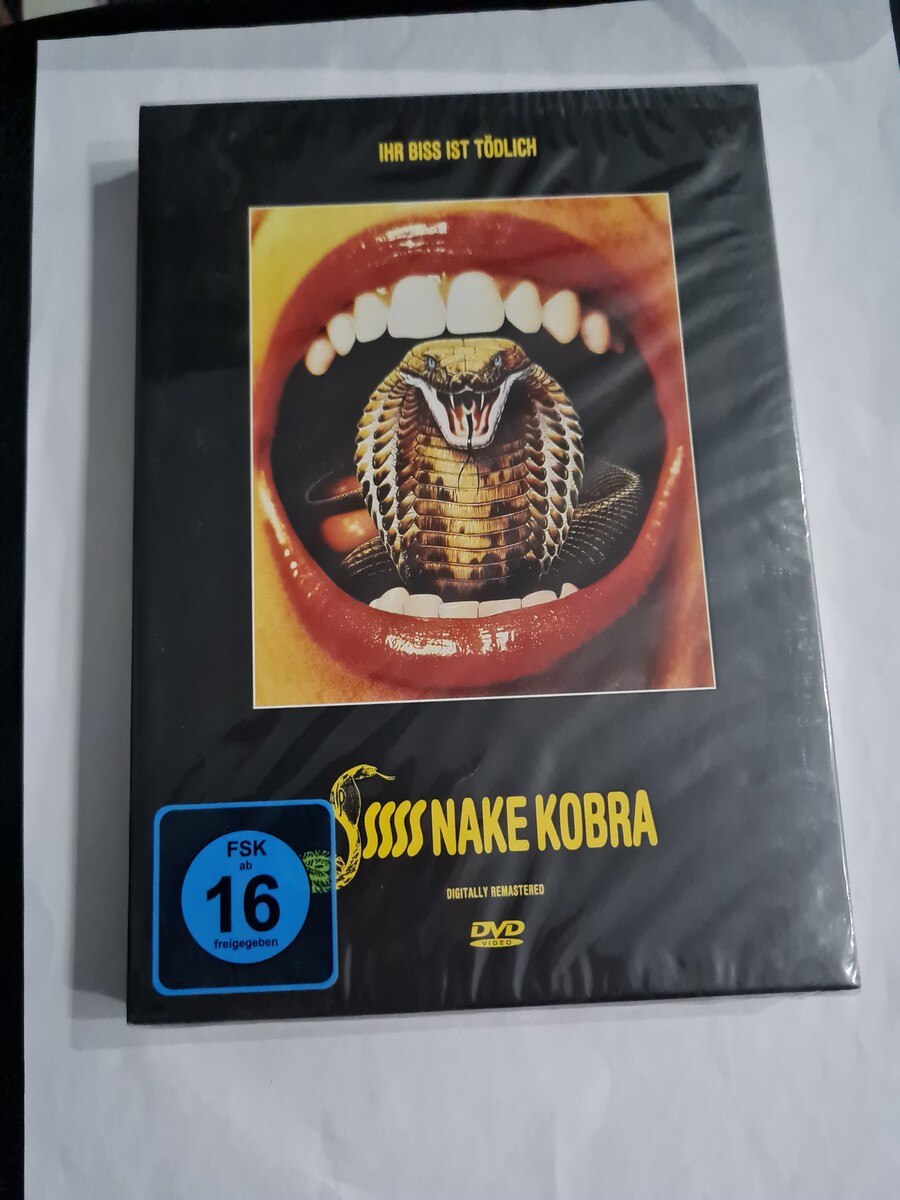 IHR BISS IST TÖDLICH
SSSSSNAKE KOBRA
DIGITALLY REMASTERED
DVD
VIDEO
FSK
ab
16
freigegeben